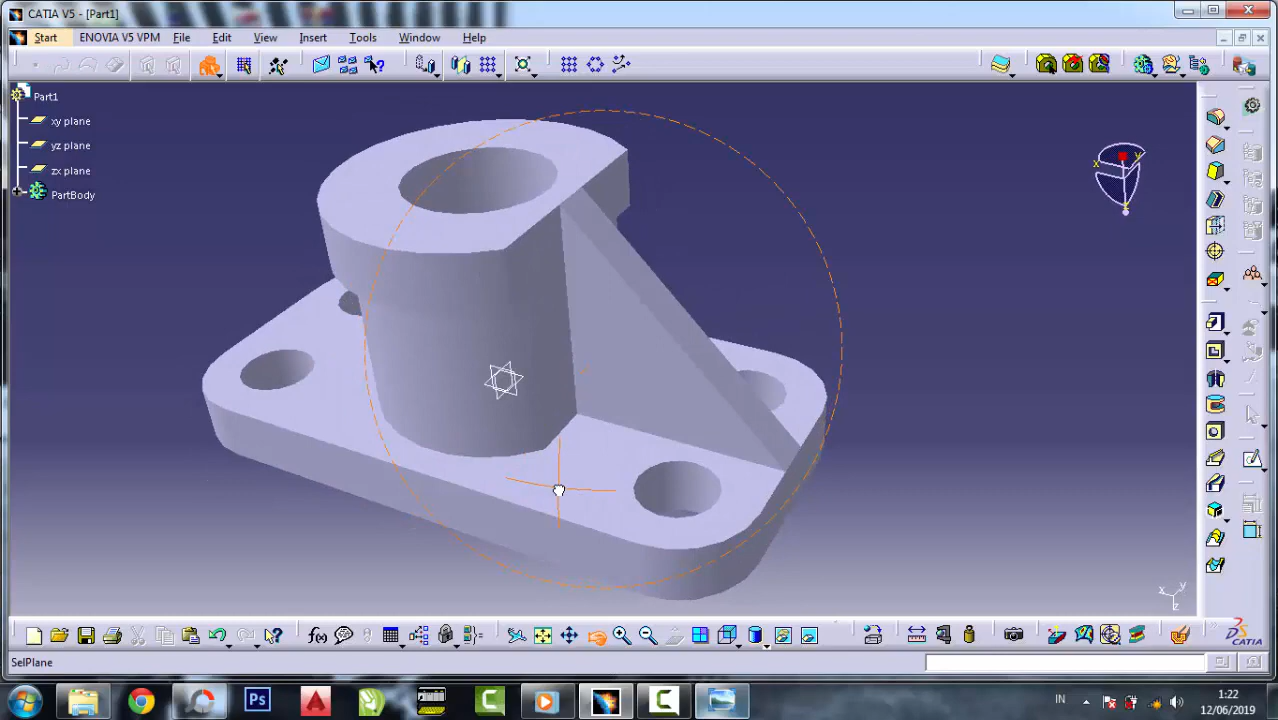 CATIA V5 - [Part1]
Start ENOVIA V5 VPM File Edit View Insert Tools Window Help
Part1
xy plane
yz plane
zx plane
PartBody
x y
x y z
f(x)
CATIA
SelPlane
Ps
IN
1:22
12/06/2019